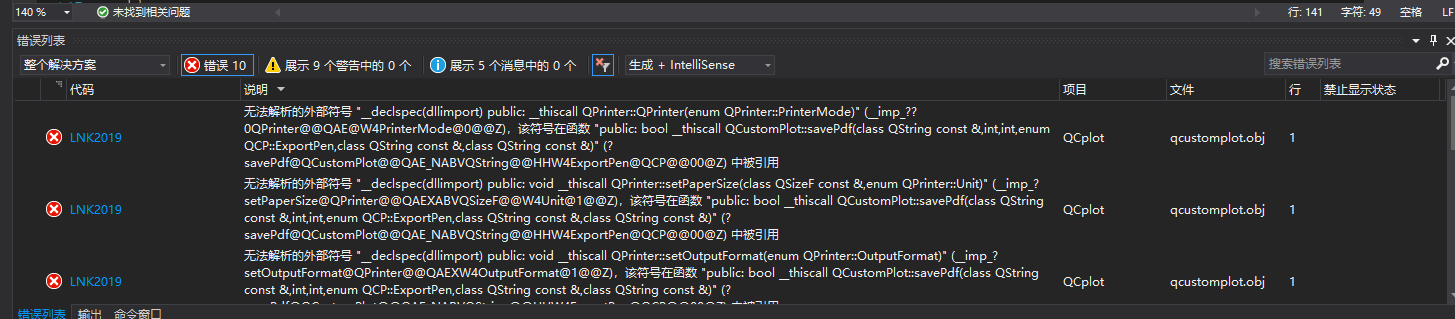 140 %
未找到相关问题
行: 141
字符: 49
空格
LF
错误列表
整个解决方案
错误 10
展示 9 个警告中的 0 个
展示 5 个消息中的 0 个
生成 + IntelliSense
搜索错误列表
代码
说明
项目
文件
行
禁止显示状态
LNK2019
无法解析的外部符号 "__declspec(dllimport) public: __thiscall QPrinter::QPrinter(enum QPrinter::PrinterMode)" (__imp_??
0QPrinter@@QAE@W4PrinterMode@0@@Z)，该符号在函数 "public: bool __thiscall QCustomPlot::savePdf(class QString const &,int,int,enum
QCP::ExportPen,class QString const &,class QString const &)" (?
savePdf@QCustomPlot@@QAE_NABVQString@@HHW4ExportPen@QCP@@00@Z) 中被引用
QCplot
qcustomplot.obj
1
LNK2019
无法解析的外部符号 "__declspec(dllimport) public: void __thiscall QPrinter::setPaperSize(class QSizeF const &,enum QPrinter::Unit)" (__imp_?
setPaperSize@QPrinter@@QAEXABVQSizeF@@W4Unit@1@@Z)，该符号在函数 "public: bool __thiscall QCustomPlot::savePdf(class QString
const &,int,int,enum QCP::ExportPen,class QString const &,class QString const &)" (?
savePdf@QCustomPlot@@QAE_NABVQString@@HHW4ExportPen@QCP@@00@Z) 中被引用
QCplot
qcustomplot.obj
1
LNK2019
无法解析的外部符号 "__declspec(dllimport) public: void __thiscall QPrinter::setOutputFormat(enum QPrinter::OutputFormat)" (__imp_?
setOutputFormat@QPrinter@@QAEXW4OutputFormat@1@@Z)，该符号在函数 "public: bool __thiscall QCustomPlot::savePdf(class QString
const &,int,int,enum QCP::ExportPen,class QString const &,class QString const &)" (?
QCplot
qcustomplot.obj
1
错误列表
输出
命令窗口